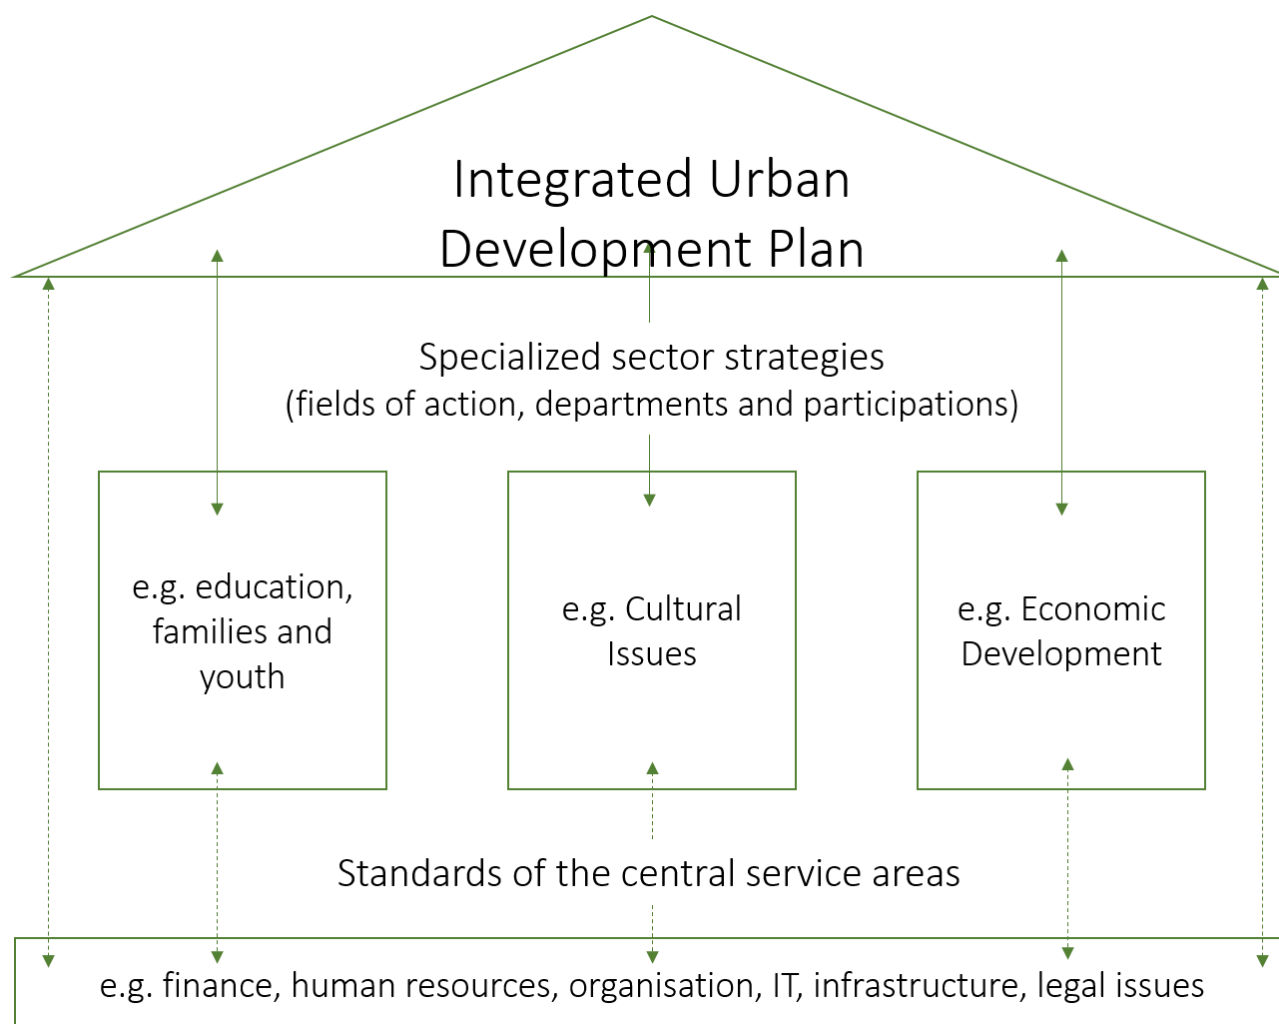 Integrated Urban
Development Plan
Specialized sector strategies
(fields of action, departments and participations)
e.g. education,
families and
youth
e.g. Cultural
Issues
e.g. Economic
Development
Standards of the central service areas
e.g. finance, human resources, organisation, IT, infrastructure, legal issues